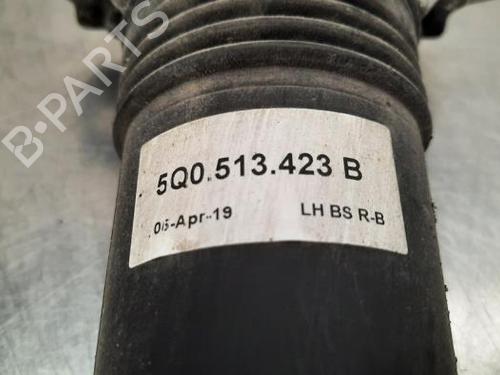 B-PARTS
5Q0.513.423 B
05-Apr-19 LH BS R-B